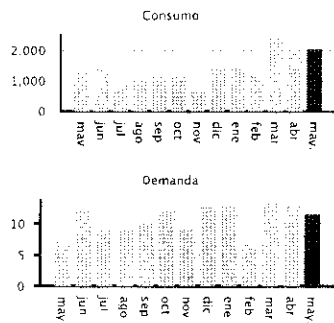 Consumo
2.000
1,000
0
may jun jul ago sep oct nov dic ene feb mar abr may.
Demanda
10
5
0
may jun jul ago sep oct nov dic ene feb mar abr may